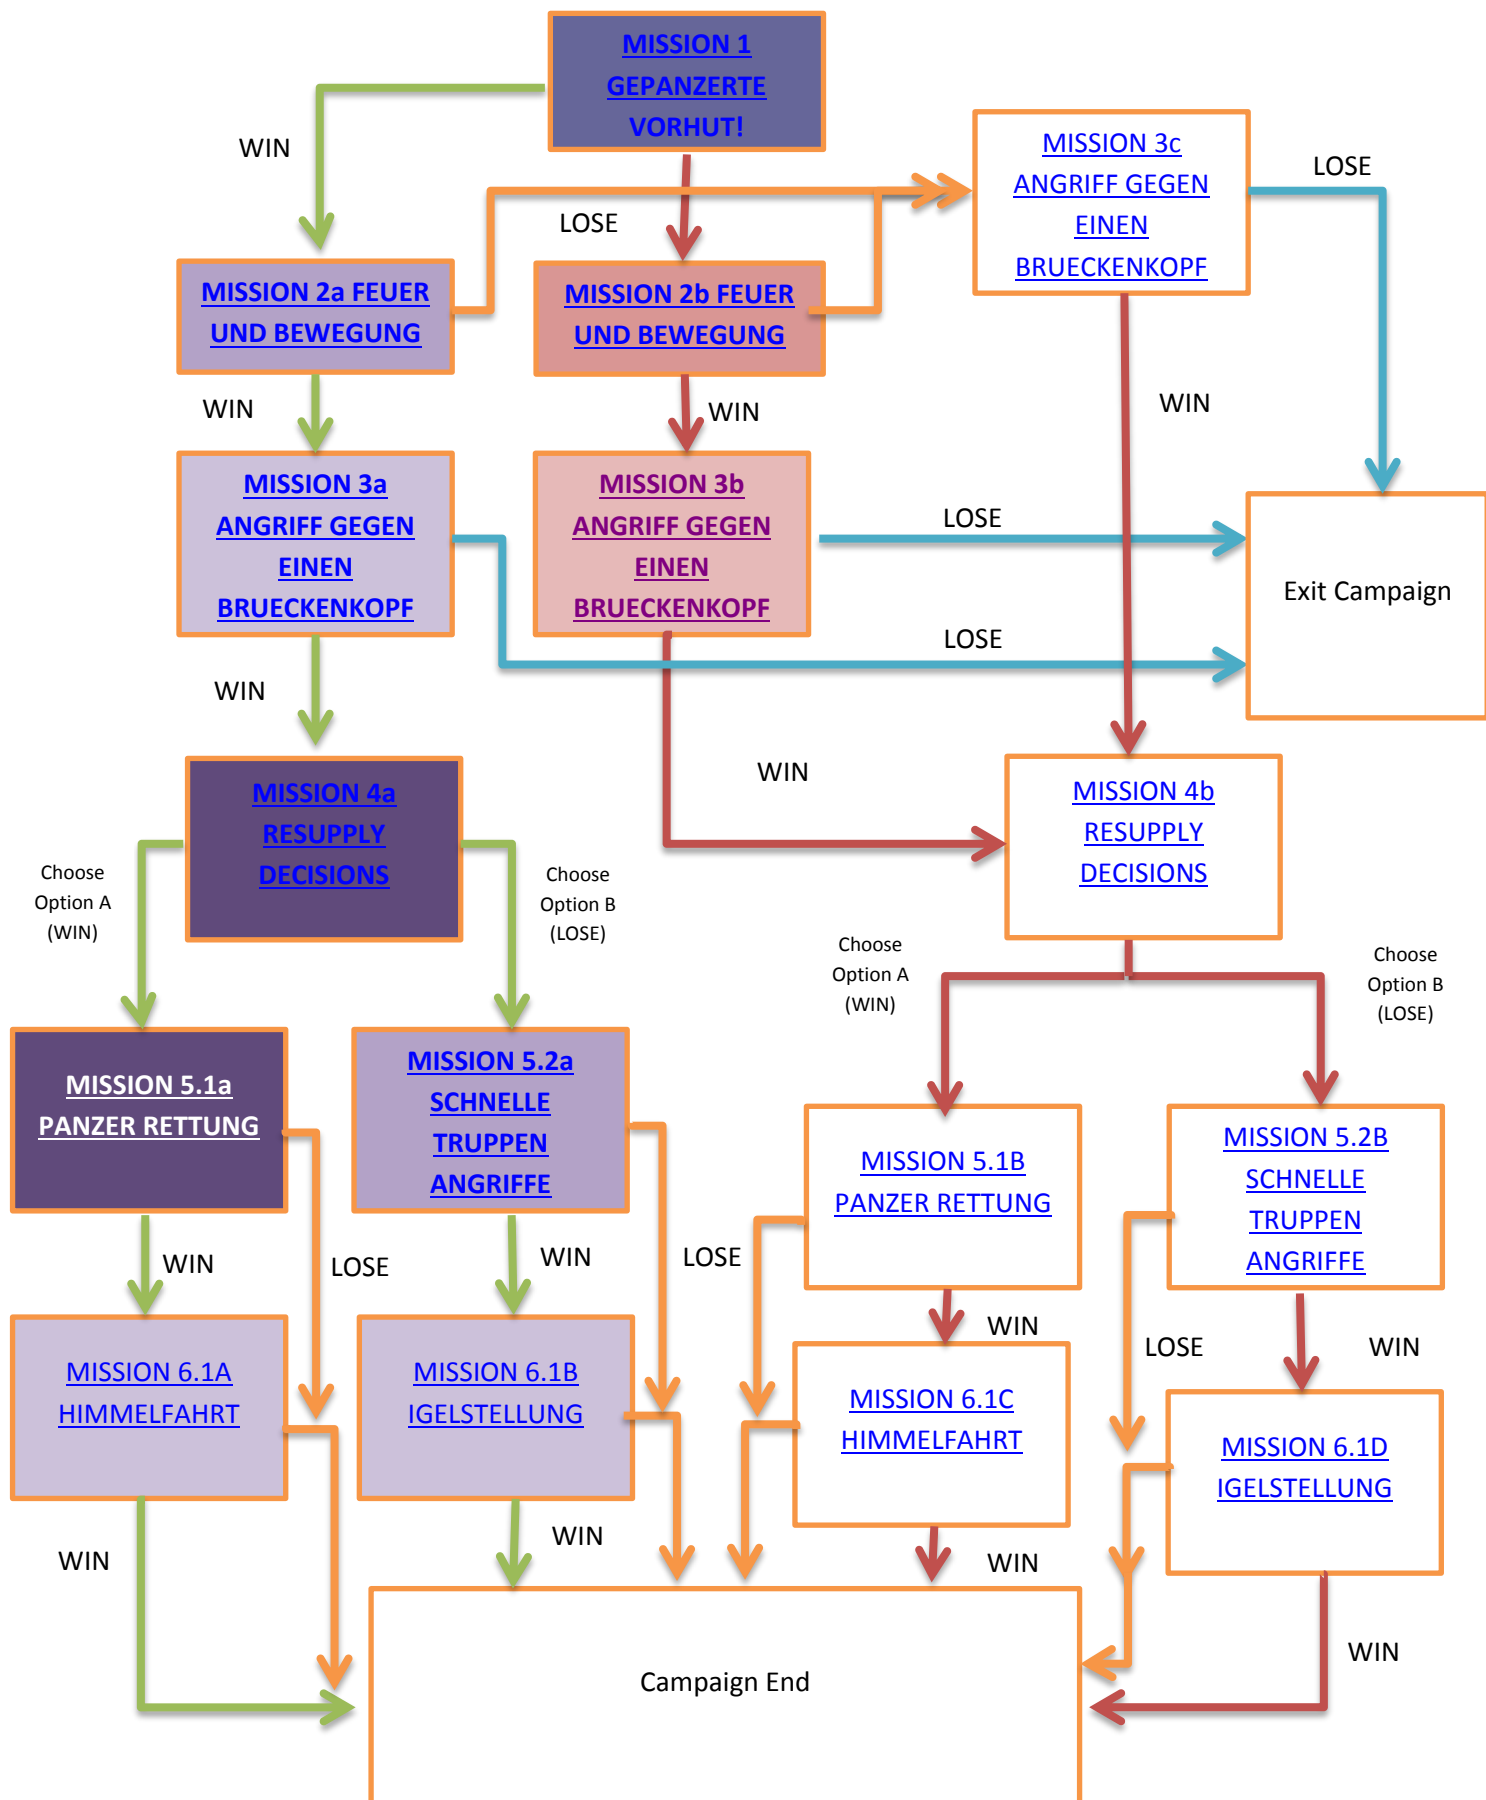 MISSION 1
GEPANZERTE
VORHUT!
WIN
LOSE
MISSION 3c
ANGRIFF GEGEN
EINEN
BRUECKENKOPF
LOSE
MISSION 2a FEUER
UND BEWEGUNG
MISSION 2b FEUER
UND BEWEGUNG
WIN
WIN
WIN
MISSION 3a
ANGRIFF GEGEN
EINEN
BRUECKENKOPF
MISSION 3b
ANGRIFF GEGEN
EINEN
BRUECKENKOPF
LOSE
LOSE
Exit Campaign
WIN
WIN
MISSION 4a
RESUPPLY
DECISIONS
MISSION 4b
RESUPPLY
DECISIONS
Choose
Option A
(WIN)
Choose
Option B
(LOSE)
Choose
Option A
(WIN)
Choose
Option B
(LOSE)
MISSION 5.1a
PANZER RETTUNG
MISSION 5.2a
SCHNELLE
TRUPPEN
ANGRIFFE
MISSION 5.1B
PANZER RETTUNG
MISSION 5.2B
SCHNELLE
TRUPPEN
ANGRIFFE
WIN
LOSE
WIN
LOSE
WIN
LOSE
WIN
MISSION 6.1A
HIMMELFAHRT
MISSION 6.1B
IGELSTELLUNG
MISSION 6.1C
HIMMELFAHRT
MISSION 6.1D
IGELSTELLUNG
WIN
WIN
WIN
WIN
Campaign End